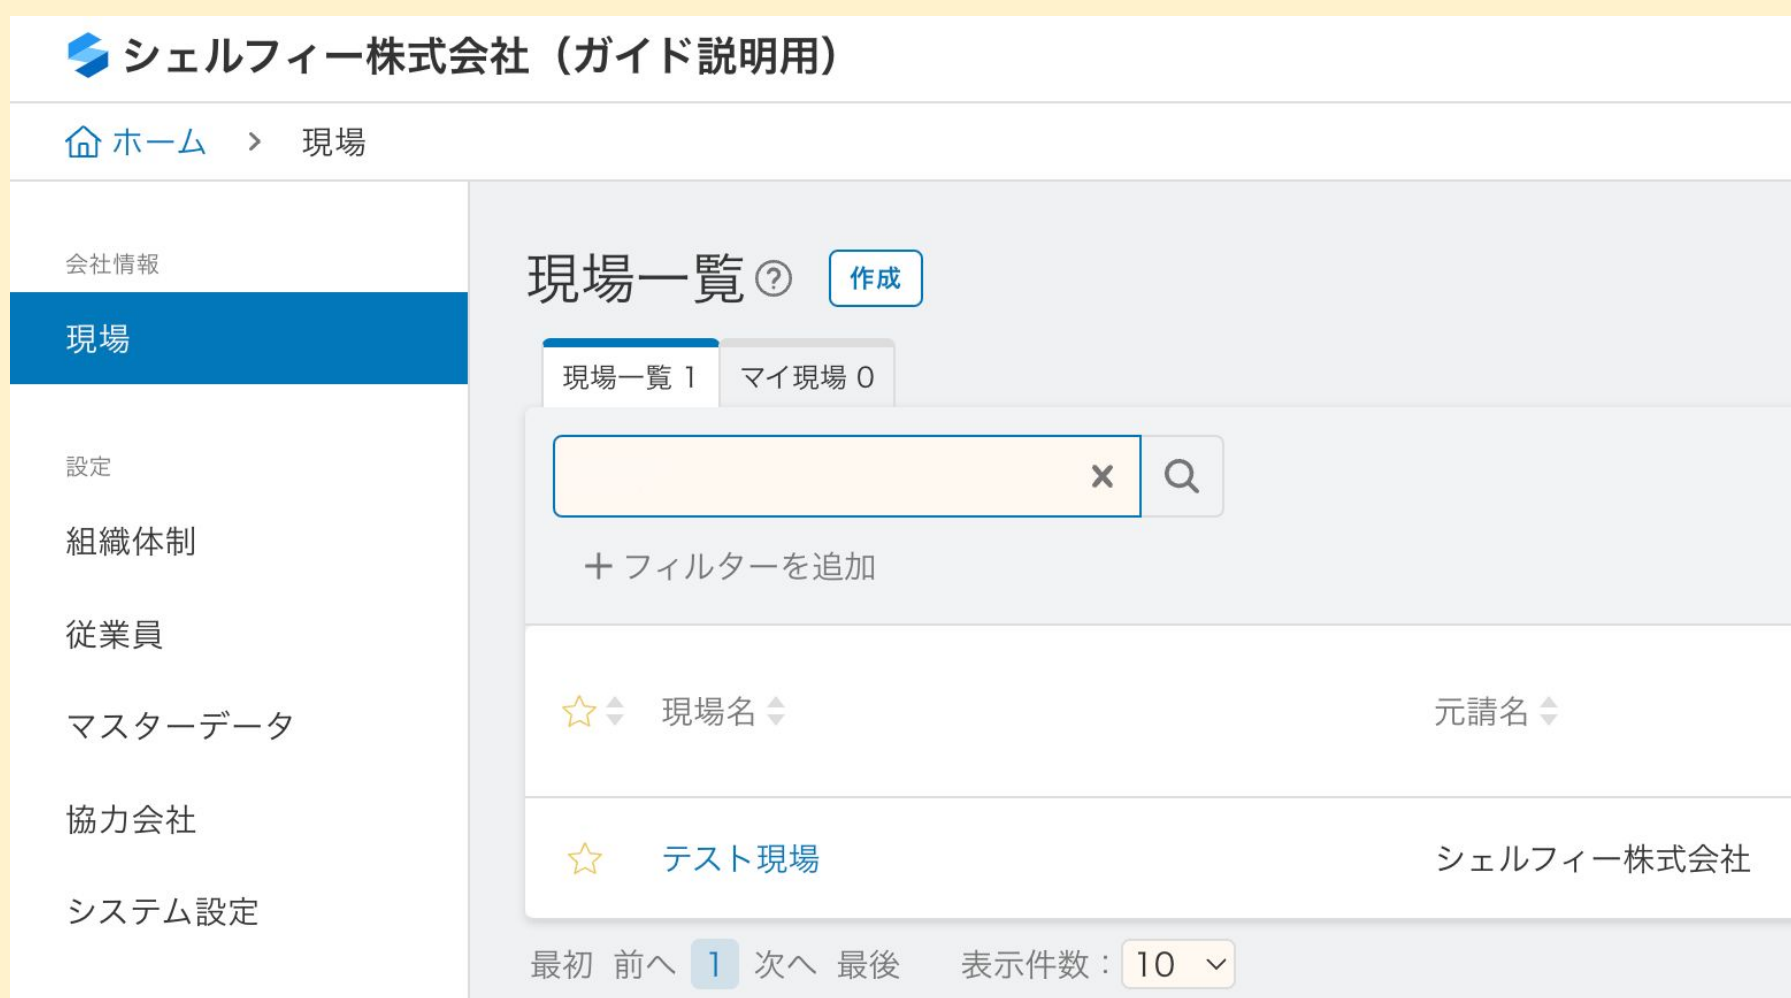 シェルフィー株式会社（ガイド説明用）
ホーム > 現場
会社情報
現場
設定
組織体制
従業員
マスターデータ
協力会社
システム設定
現場一覧 ? 作成
現場一覧 1 マイ現場 0
+ フィルターを追加
現場名 元請名
テスト現場 シェルフィー株式会社
最初 前へ 1 次へ 最後 表示件数： 10